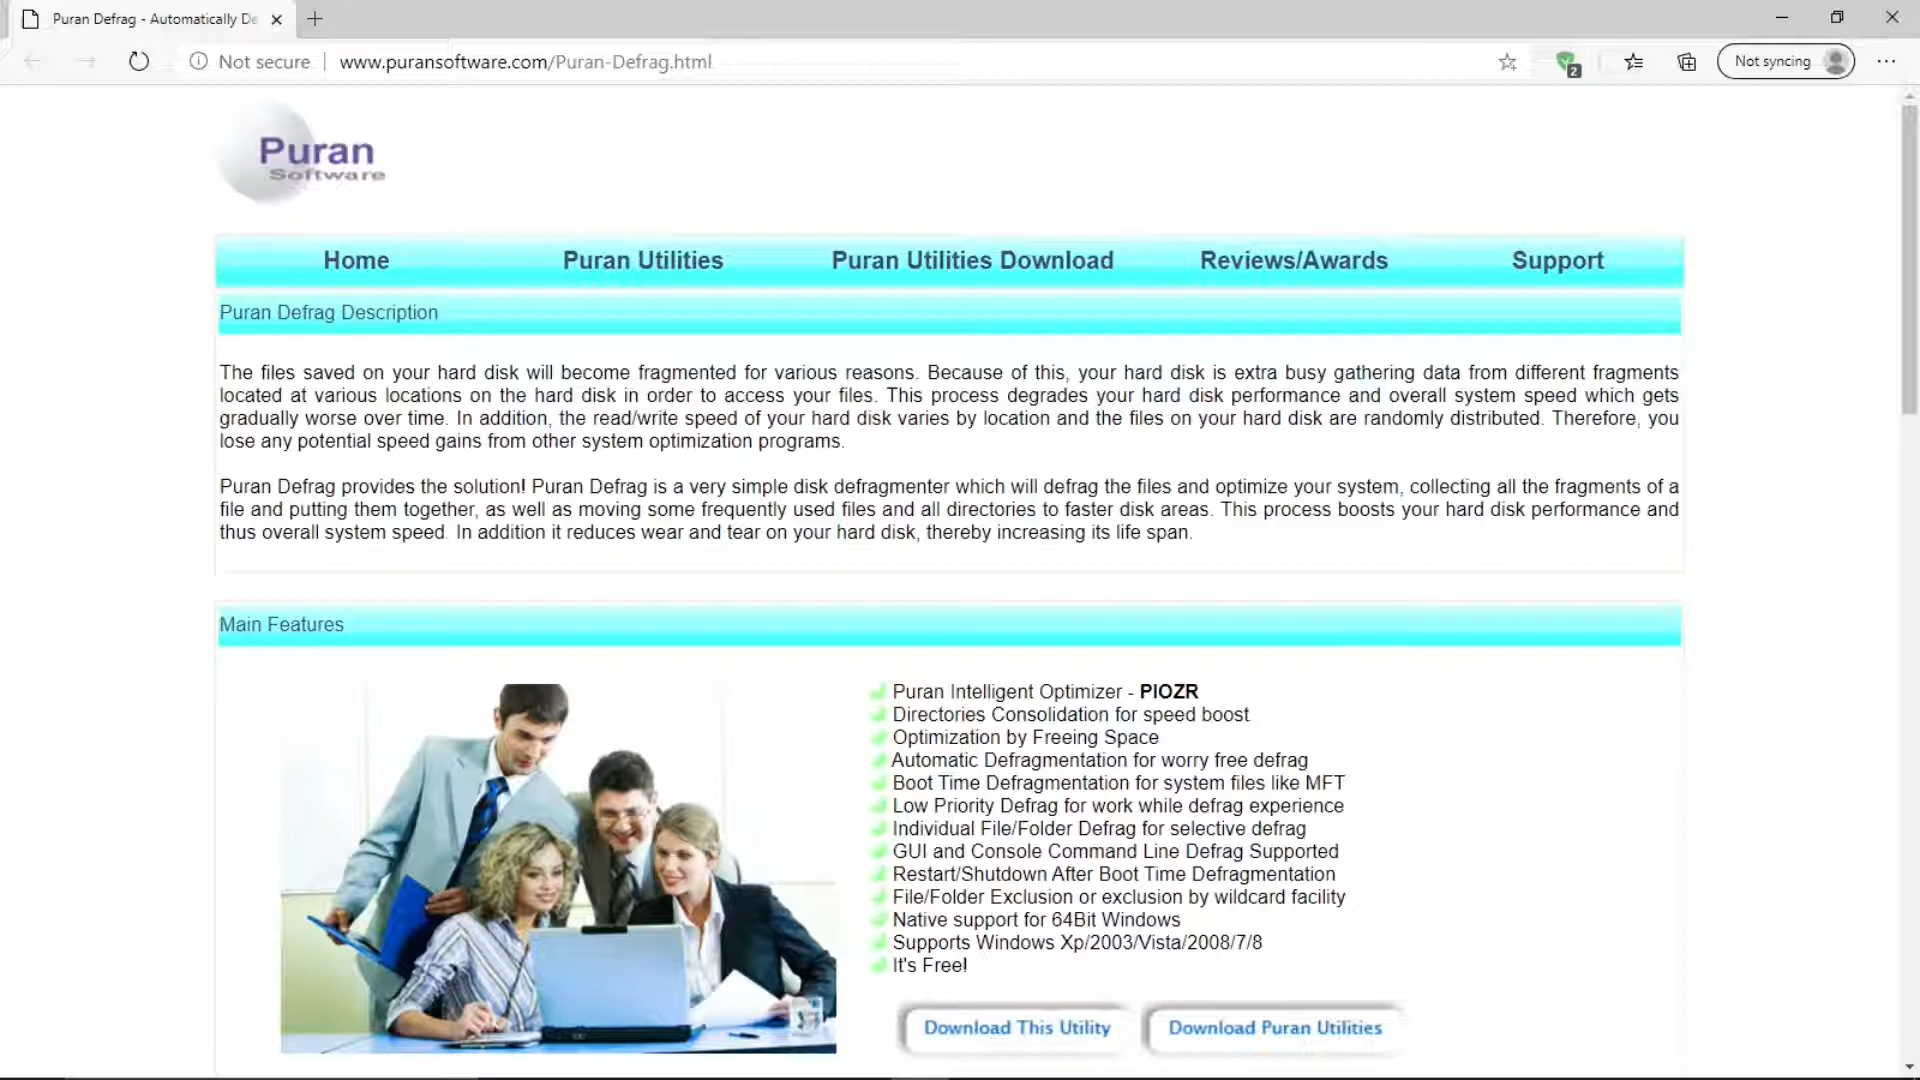 Puran Defrag - Automatically De
Not secure
www.puransoftware.com/Puran-Defrag.html
2
Not syncing
Puran
Software
Home
Puran Utilities
Puran Utilities Download
Reviews/Awards
Support
Puran Defrag Description
The files saved on your hard disk will become fragmented for various reasons. Because of this, your hard disk is extra busy gathering data from different fragments
located at various locations on the hard disk in order to access your files. This process degrades your hard disk performance and overall system speed which gets
gradually worse over time. In addition, the read/write speed of your hard disk varies by location and the files on your hard disk are randomly distributed. Therefore, you
lose any potential speed gains from other system optimization programs.
Puran Defrag provides the solution! Puran Defrag is a very simple disk defragmenter which will defrag the files and optimize your system, collecting all the fragments of a
file and putting them together, as well as moving some frequently used files and all directories to faster disk areas. This process boosts your hard disk performance and
thus overall system speed. In addition it reduces wear and tear on your hard disk, thereby increasing its life span.
Main Features
Puran Intelligent Optimizer - PIOZR
Directories Consolidation for speed boost
Optimization by Freeing Space
Automatic Defragmentation for worry free defrag
Boot Time Defragmentation for system files like MFT
Low Priority Defrag for work while defrag experience
Individual File/Folder Defrag for selective defrag
GUI and Console Command Line Defrag Supported
Restart/Shutdown After Boot Time Defragmentation
File/Folder Exclusion or exclusion by wildcard facility
Native support for 64Bit Windows
Supports Windows Xp/2003/Vista/2008/7/8
It's Free!
Download This Utility
Download Puran Utilities